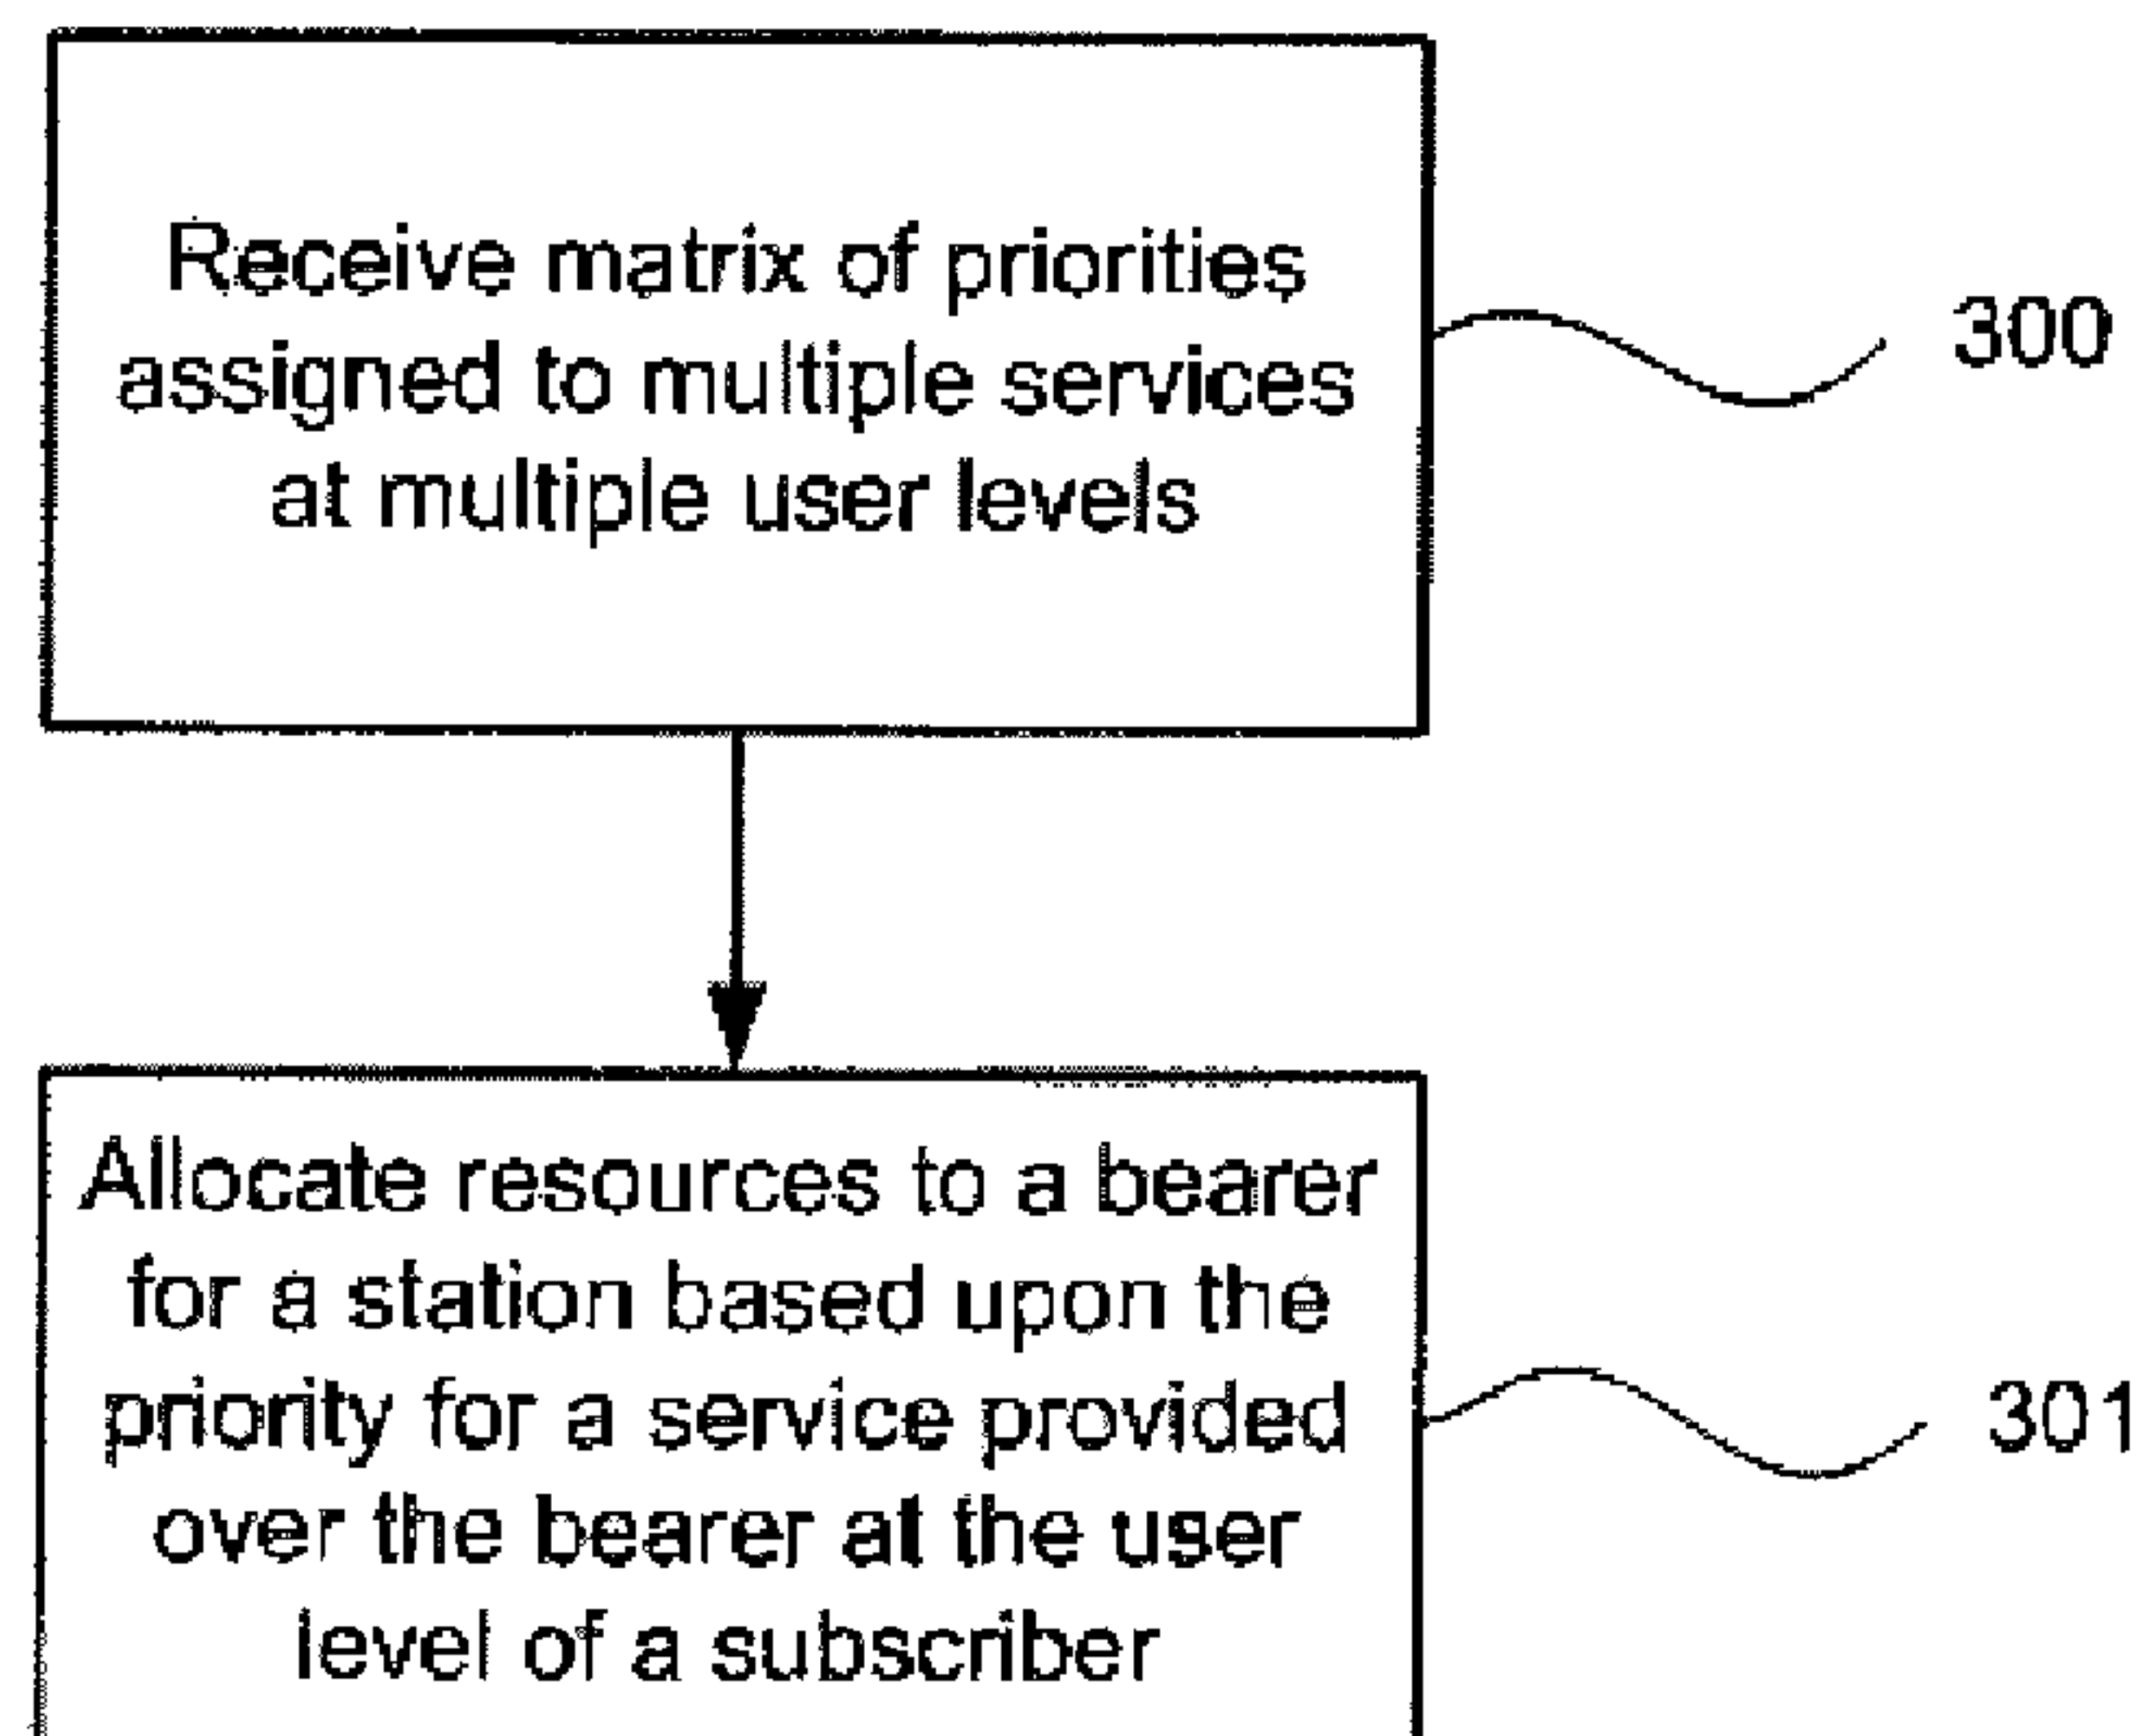 Receive matrix of priorities
assigned to multiple services
at multiple user levels
300
Allocate resources to a bearer
for a station based upon the
priority for a service provided
over the bearer at the user
level of a subscriber
301